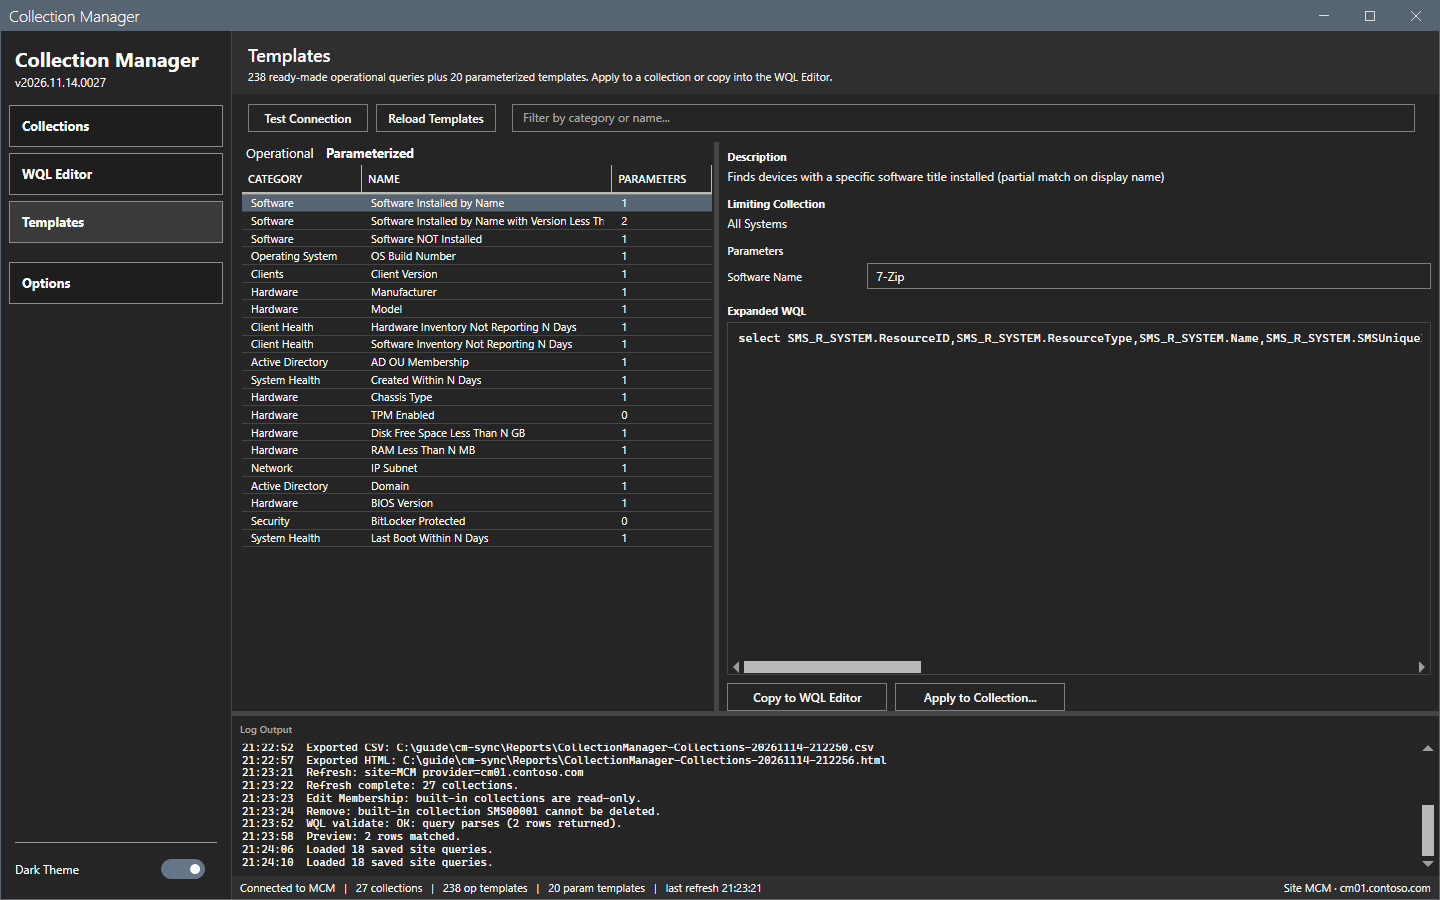 Collection Manager
Collection Manager
v2026.11.14.0027
Collections
WQL Editor
Templates
Options
Dark Theme
Templates
238 ready-made operational queries plus 20 parameterized templates. Apply to a collection or copy into the WQL Editor.
Test Connection
Reload Templates
Filter by category or name...
Operational Parameterized
CATEGORY NAME PARAMETERS
Software Software Installed by Name 1
Software Software Installed by Name with Version Less Th 2
Software Software NOT Installed 1
Operating System OS Build Number 1
Clients Client Version 1
Hardware Manufacturer 1
Hardware Model 1
Client Health Hardware Inventory Not Reporting N Days 1
Client Health Software Inventory Not Reporting N Days 1
Active Directory AD OU Membership 1
System Health Created Within N Days 1
Hardware Chassis Type 1
Hardware TPM Enabled 0
Hardware Disk Free Space Less Than N GB 1
Hardware RAM Less Than N MB 1
Network IP Subnet 1
Active Directory Domain 1
Hardware BIOS Version 1
Security BitLocker Protected 0
System Health Last Boot Within N Days 1
Description
Finds devices with a specific software title installed (partial match on display name)
Limiting Collection
All Systems
Parameters
Software Name 7-Zip
Expanded WQL
select SMS_R_SYSTEM.ResourceID,SMS_R_SYSTEM.ResourceType,SMS_R_SYSTEM.Name,SMS_R_SYSTEM.SMSUnique
Copy to WQL Editor
Apply to Collection...
Log Output
21:22:52 Exported CSV: C:\guide\cm-sync\Reports\CollectionManager-Collections-20261114-212250.csv
21:22:57 Exported HTML: C:\guide\cm-sync\Reports\CollectionManager-Collections-20261114-212256.html
21:23:21 Refresh: site=MCM provider=cm01.contoso.com
21:23:22 Refresh complete: 27 collections.
21:23:23 Edit Membership: built-in collections are read-only.
21:23:24 Remove: built-in collection SMS00001 cannot be deleted.
21:23:52 WQL validate: OK: query parses (2 rows returned).
21:23:58 Preview: 2 rows matched.
21:24:06 Loaded 18 saved site queries.
21:24:10 Loaded 18 saved site queries.
Connected to MCM | 27 collections | 238 op templates | 20 param templates | last refresh 21:23:21
Site MCM · cm01.contoso.com